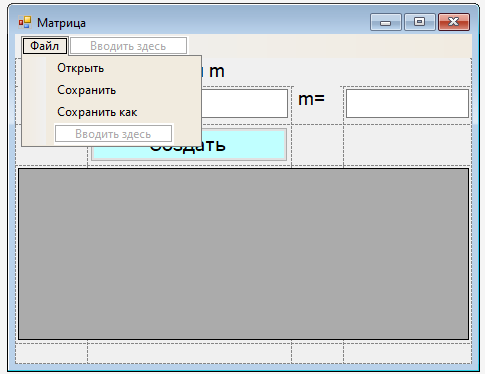 Матрица
Файл Вводить здесь
Открыть
m
Сохранить
Сохранить как
m=
Вводить здесь
Создать